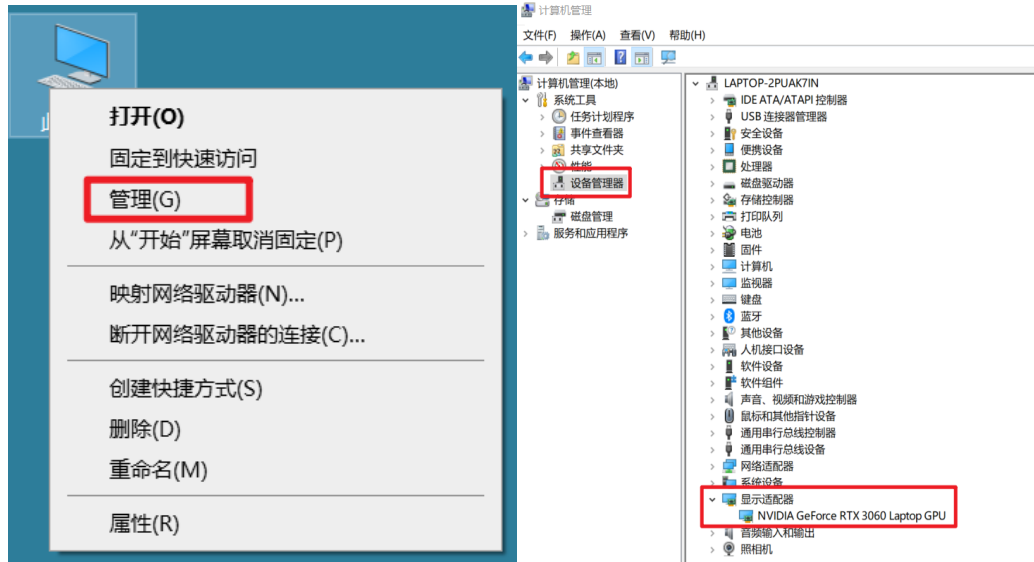 打开(O)
固定到快速访问
管理(G)
从“开始”屏幕取消固定(P)
映射网络驱动器(N)...
断开网络驱动器的连接(C)...
创建快捷方式(S)
删除(D)
重命名(M)
属性(R)
计算机管理
文件(F) 操作(A) 查看(V) 帮助(H)
计算机管理(本地)
系统工具
任务计划程序
事件查看器
共享文件夹
性能
设备管理器
存储
磁盘管理
服务和应用程序
LAPTOP-2PUAK7IN
IDE ATA/ATAPI 控制器
USB 连接器管理器
安全设备
便携设备
处理器
磁盘驱动器
存储控制器
打印队列
电池
固件
计算机
监视器
键盘
蓝牙
其他设备
人机接口设备
软件设备
软件组件
声音、视频和游戏控制器
鼠标和其他指针设备
通用串行总线控制器
通用串行总线设备
网络适配器
系统设备
显示适配器
NVIDIA GeForce RTX 3060 Laptop GPU
音频输入和输出
照相机